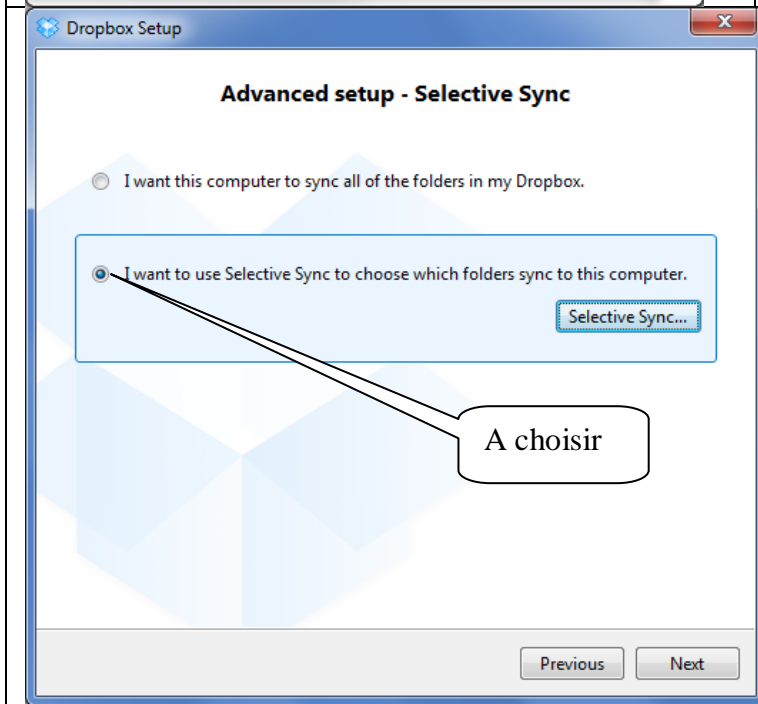 Dropbox Setup
Advanced setup - Selective Sync
I want this computer to sync all of the folders in my Dropbox.
I want to use Selective Sync to choose which folders sync to this computer.
Selective Sync...
A choisir
Previous
Next